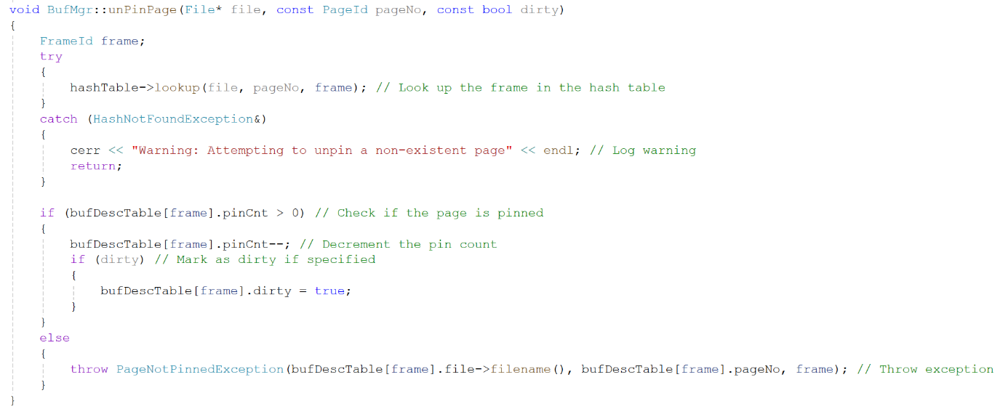 void BufMgr::unPinPage(File* file, const PageId pageNo, const bool dirty)
{
    FrameId frame;
    try
    {
        hashTable->lookup(file, pageNo, frame); // Look up the frame in the hash table
    }
    catch (HashNotFoundException&)
    {
        cerr << "Warning: Attempting to unpin a non-existent page" << endl; // Log warning
        return;
    }

    if (bufDescTable[frame].pinCnt > 0) // Check if the page is pinned
    {
        bufDescTable[frame].pinCnt--; // Decrement the pin count
        if (dirty) // Mark as dirty if specified
        {
            bufDescTable[frame].dirty = true;
        }
    }
    else
    {
        throw PageNotPinnedException(bufDescTable[frame].file->filename(), bufDescTable[frame].pageNo, frame); // Throw exception
    }
}